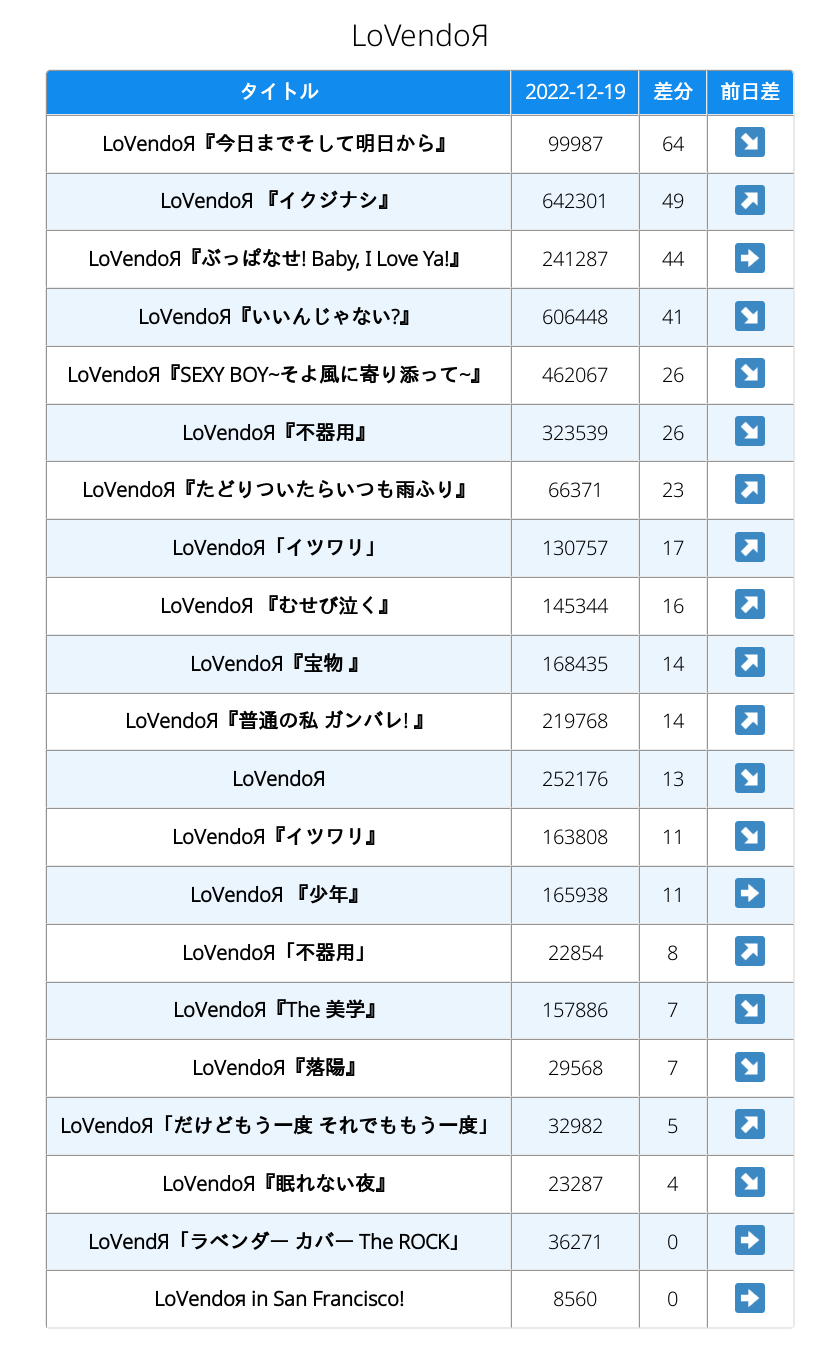 LoVendoЯ
タイトル 2022-12-19 差分 前日差
LoVendoЯ『今日までそして明日から』 99987 64 ↘
LoVendoЯ 『イクジナシ』 642301 49 ↗
LoVendoЯ『ぶっぱなせ! Baby, I Love Ya!』 241287 44 ➡
LoVendoЯ『いいんじゃない?』 606448 41 ↘
LoVendoЯ『SEXY BOY~そよ風に寄り添って~』 462067 26 ↘
LoVendoЯ『不器用』 323539 26 ↘
LoVendoЯ『たどりついたらいつも雨ふり』 66371 23 ↗
LoVendoЯ「イツワリ」 130757 17 ↗
LoVendoЯ 『むせび泣く』 145344 16 ↗
LoVendoЯ『宝物 』 168435 14 ↗
LoVendoЯ『普通の私 ガンバレ! 』 219768 14 ↗
LoVendoЯ 252176 13 ↘
LoVendoЯ『イツワリ』 163808 11 ↘
LoVendoЯ 『少年』 165938 11 ➡
LoVendoЯ「不器用」 22854 8 ↗
LoVendoЯ『The 美学』 157886 7 ↘
LoVendoЯ『落陽』 29568 7 ↘
LoVendoЯ「だけどもう一度 それでももう一度」 32982 5 ↗
LoVendoЯ『眠れない夜』 23287 4 ↘
LoVendЯ「ラベンダー カバー The ROCK」 36271 0 ➡
LoVendoя in San Francisco! 8560 0 ➡